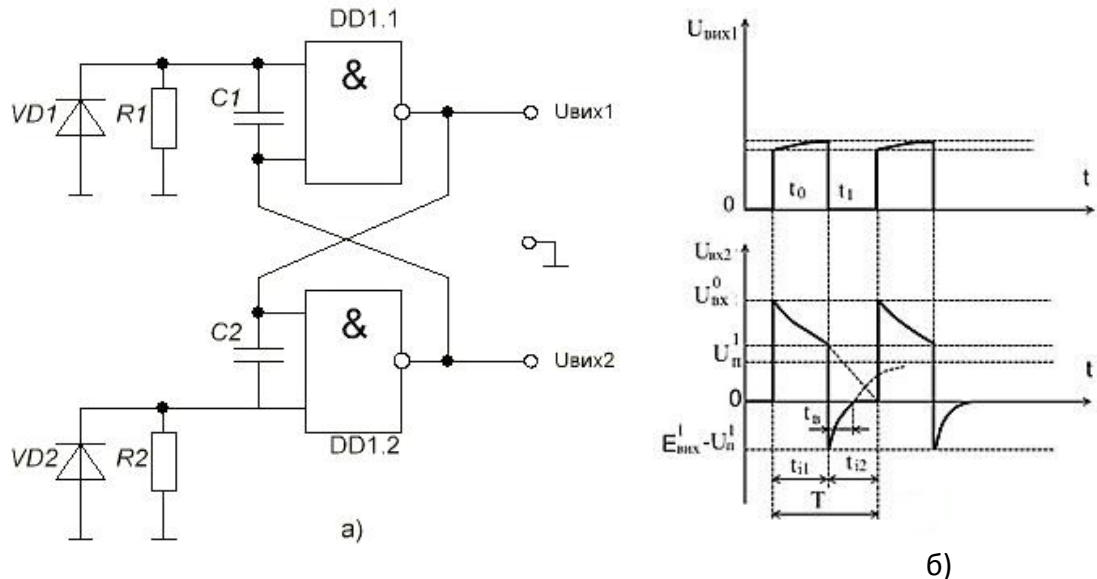 DD1.1
&
VD1
R1
C1
Uвих1
C2
&
Uвих2
VD2
R2
DD1.2
а)
Uвих1
t0
t1
t
0
Uвх2
U⁰вх
U¹п
t
0
tв
E¹вих-U¹п
ti1
ti2
T
б)